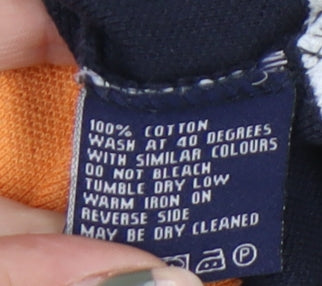 100% COTTON
WASH AT 40 DEGREES
WITH SIMILAR COLOURS
DO NOT BLEACH
TUMBLE DRY LOW
WARM IRON ON
REVERSE SIDE
MAY BE DRY CLEANED
P